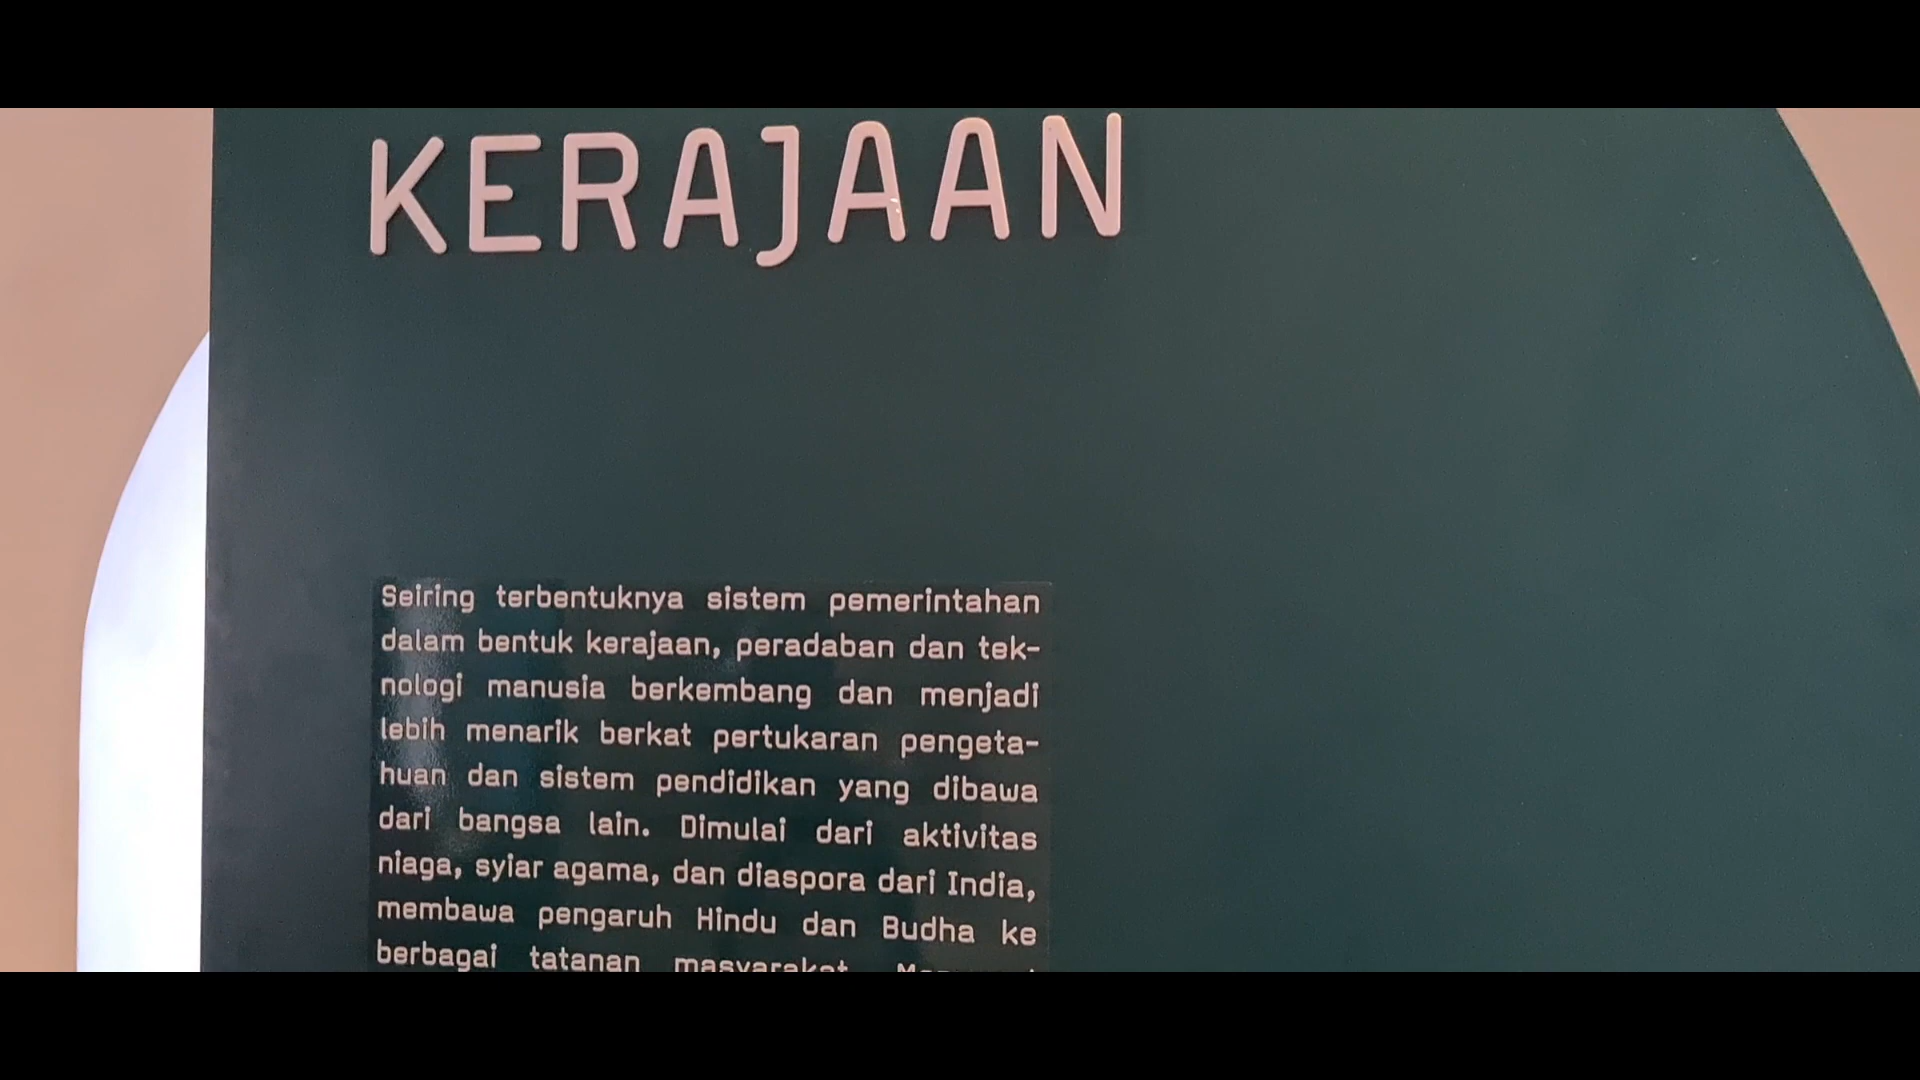 KERAJAAN
Seiring terbentuknya sistem pemerintahan
dalam bentuk kerajaan, peradaban dan tek-
nologi manusia berkembang dan menjadi
lebih menarik berkat pertukaran pengeta-
huan dan sistem pendidikan yang dibawa
dari bangsa lain. Dimulai dari aktivitas
niaga, syiar agama, dan diaspora dari India,
membawa pengaruh Hindu dan Budha ke
berbagai tatanan masyarakat.